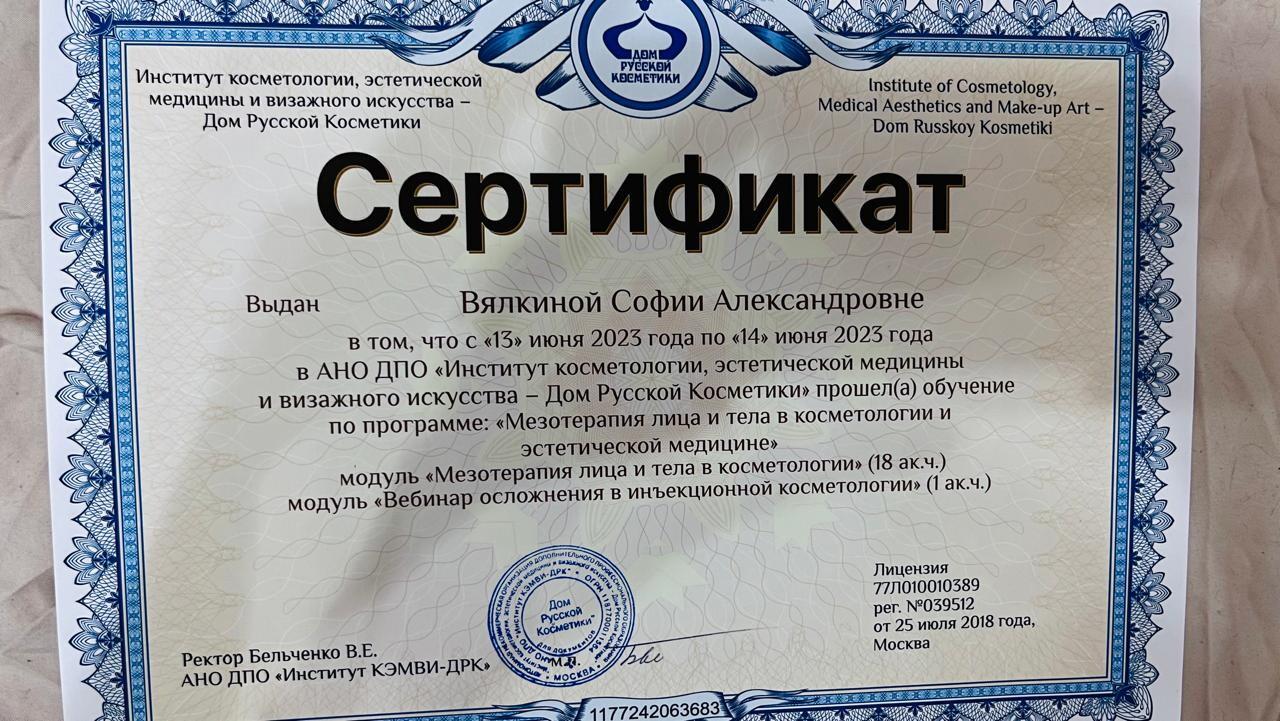 ДОМ
РУССКОЙ
КОСМЕТИКИ
Институт косметологии, эстетической
медицины и визажного искусства –
Дом Русской Косметики
Institute of Cosmetology,
Medical Aesthetics and Make-up Art –
Dom Russkoy Kosmetiki
Сертификат
Выдан Вялкиной Софии Александровне
в том, что с «13» июня 2023 года по «14» июня 2023 года
в АНО ДПО «Институт косметологии, эстетической медицины
и визажного искусства – Дом Русской Косметики» прошел(а) обучение
по программе: «Мезотерапия лица и тела в косметологии и
эстетической медицине»
модуль «Мезотерапия лица и тела в косметологии» (18 ак.ч.)
модуль «Вебинар осложнения в инъекционной косметологии» (1 ак.ч.)
Лицензия
77Л010010389
рег. №039512
от 25 июля 2018 года,
Москва
Дом
Русской
Косметики"
для документов
МОСКВА
Ректор Бельченко В.Е.
АНО ДПО «Институт КЭМВИ-ДРК»
М.П.
1177242063683